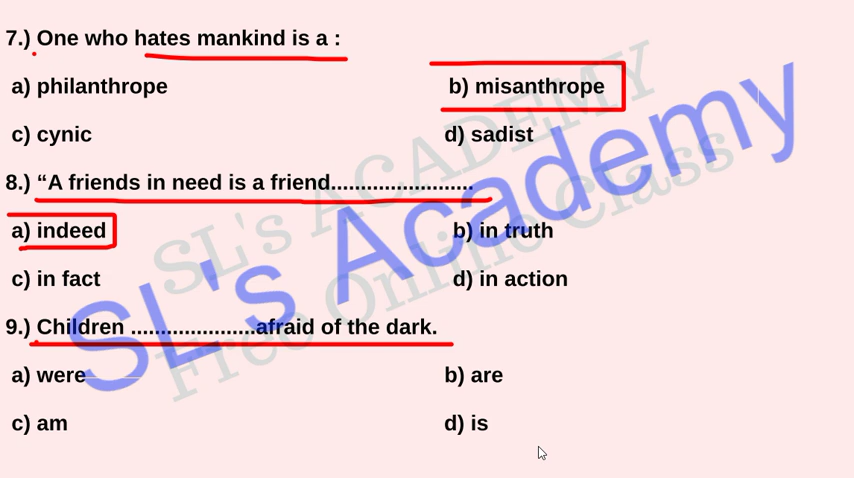 7.) One who hates mankind is a :
a) philanthrope b) misanthrope
c) cynic d) sadist
8.) “A friends in need is a friend........................
a) indeed b) in truth
c) in fact d) in action
9.) Children .....................afraid of the dark.
a) were b) are
c) am d) is
SL's ACADEMY
Free Online Class
SL's Academy